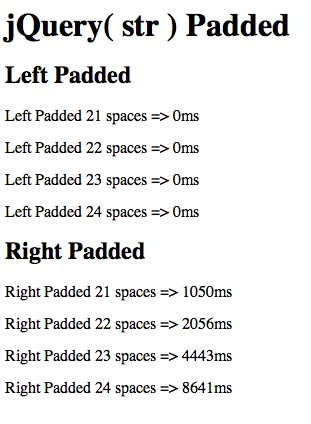 jQuery( str ) Padded
Left Padded
Left Padded 21 spaces => 0ms
Left Padded 22 spaces => 0ms
Left Padded 23 spaces => 0ms
Left Padded 24 spaces => 0ms
Right Padded
Right Padded 21 spaces => 1050ms
Right Padded 22 spaces => 2056ms
Right Padded 23 spaces => 4443ms
Right Padded 24 spaces => 8641ms